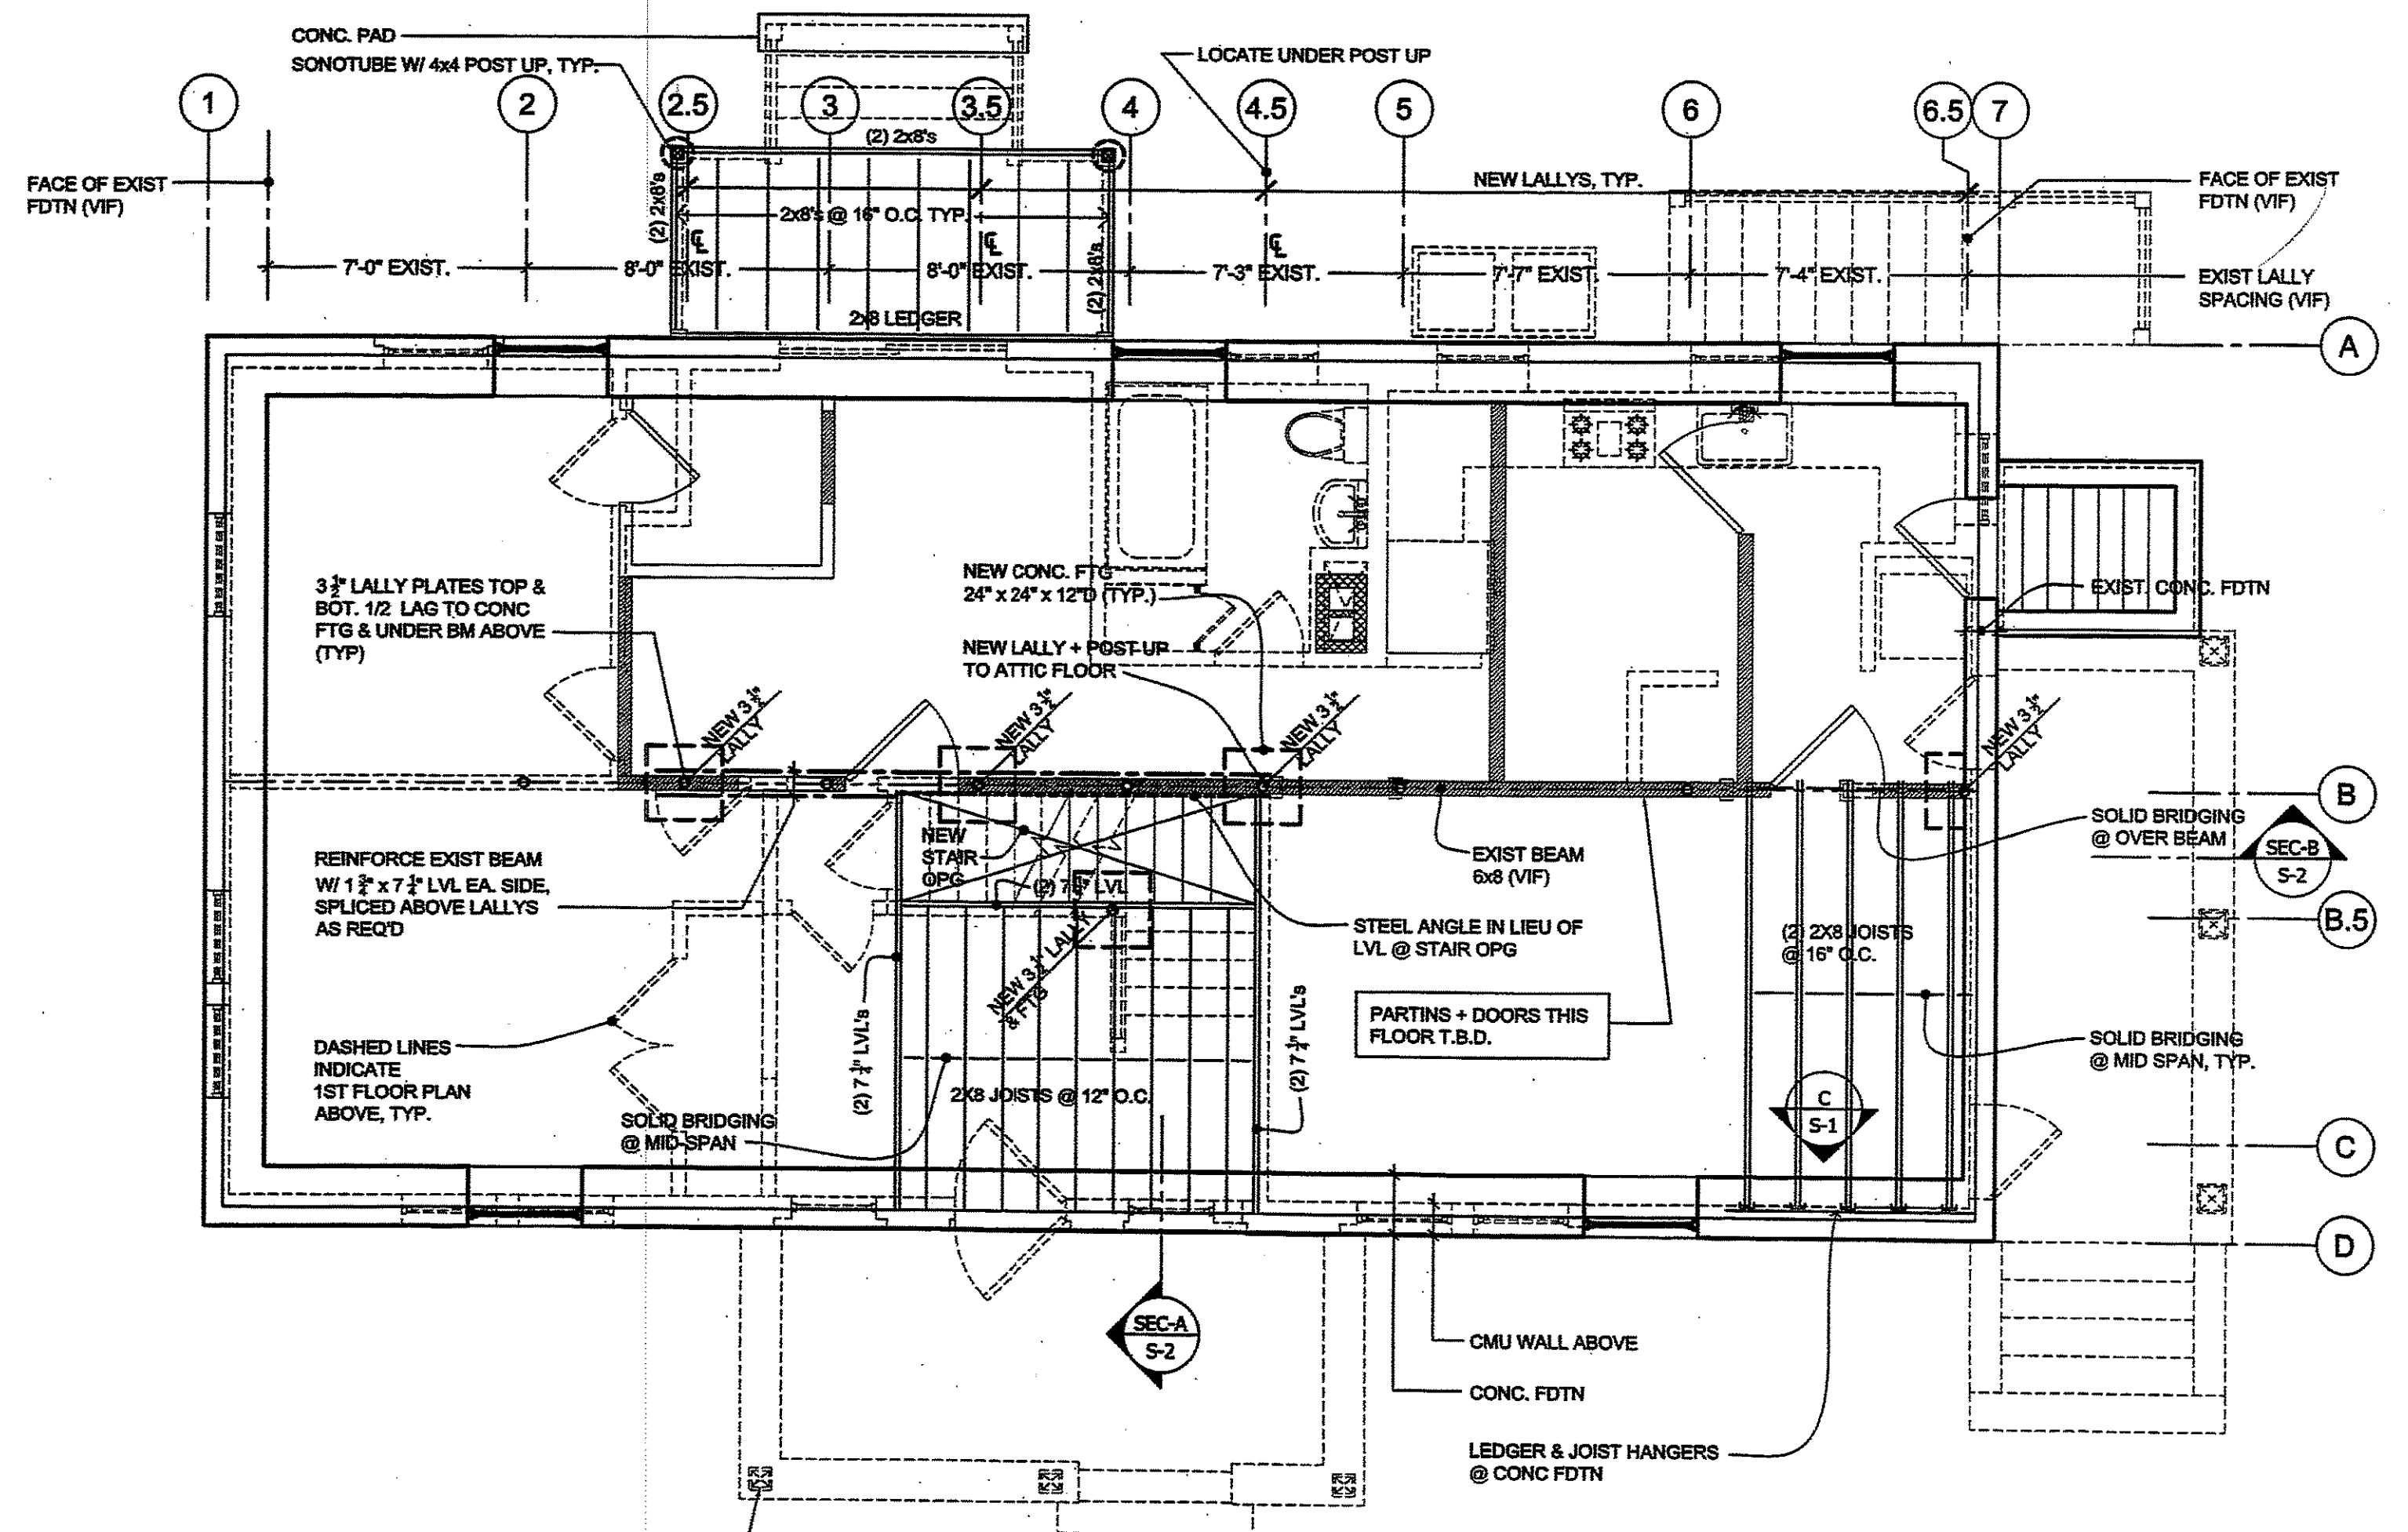 CONC. PAD
SONOTUBE W/ 4x4 POST UP, TYP.
LOCATE UNDER POST UP
1
2
2.5
3
3.5
4
4.5
5
6
6.5
7
(2) 2x8's
FACE OF EXIST
FDTN (VIF)
(2) 2x8's
2x8's @ 16" O.C. TYP.
NEW LALLYS, TYP.
FACE OF EXIST
FDTN (VIF)
7'-0" EXIST.
8'-0" EXIST.
℄
8'-0" EXIST.
℄
(2) 2x8's
7'-3" EXIST.
℄
7'-7" EXIST.
7'-4" EXIST.
EXIST LALLY
SPACING (VIF)
2x8 LEDGER
A
3 1/2" LALLY PLATES TOP &
BOT. 1/2 LAG TO CONC
FTG & UNDER BM ABOVE
(TYP)
NEW CONC. FTG
24" x 24" x 12"D (TYP.)
EXIST. CONC. FDTN
NEW LALLY + POST UP
TO ATTIC FLOOR
NEW 3 1/2"
LALLY
NEW 3 1/2"
LALLY
NEW 3 1/2"
LALLY
NEW 3 1/2"
LALLY
B
SOLID BRIDGING
@ OVER BEAM
SEC-B
S-2
NEW
STAIR
OPG
REINFORCE EXIST BEAM
W/ 1 3/4" x 7 1/4" LVL EA. SIDE,
SPLICED ABOVE LALLYS
AS REQ'D
EXIST BEAM
6x8 (VIF)
(2) 7 1/4" LVL
STEEL ANGLE IN LIEU OF
LVL @ STAIR OPG
(2) 2X8 JOISTS
@ 16" O.C.
B.5
NEW 3 1/2" LALLY
& FTG
PARTINS + DOORS THIS
FLOOR T.B.D.
(2) 7 1/4" LVL's
(2) 7 1/4" LVL's
DASHED LINES
INDICATE
1ST FLOOR PLAN
ABOVE, TYP.
SOLID BRIDGING
@ MID SPAN, TYP.
2X8 JOISTS @ 12" O.C.
SOLID BRIDGING
@ MID-SPAN
C
S-1
C
D
SEC-A
S-2
CMU WALL ABOVE
CONC. FDTN
LEDGER & JOIST HANGERS
@ CONC FDTN